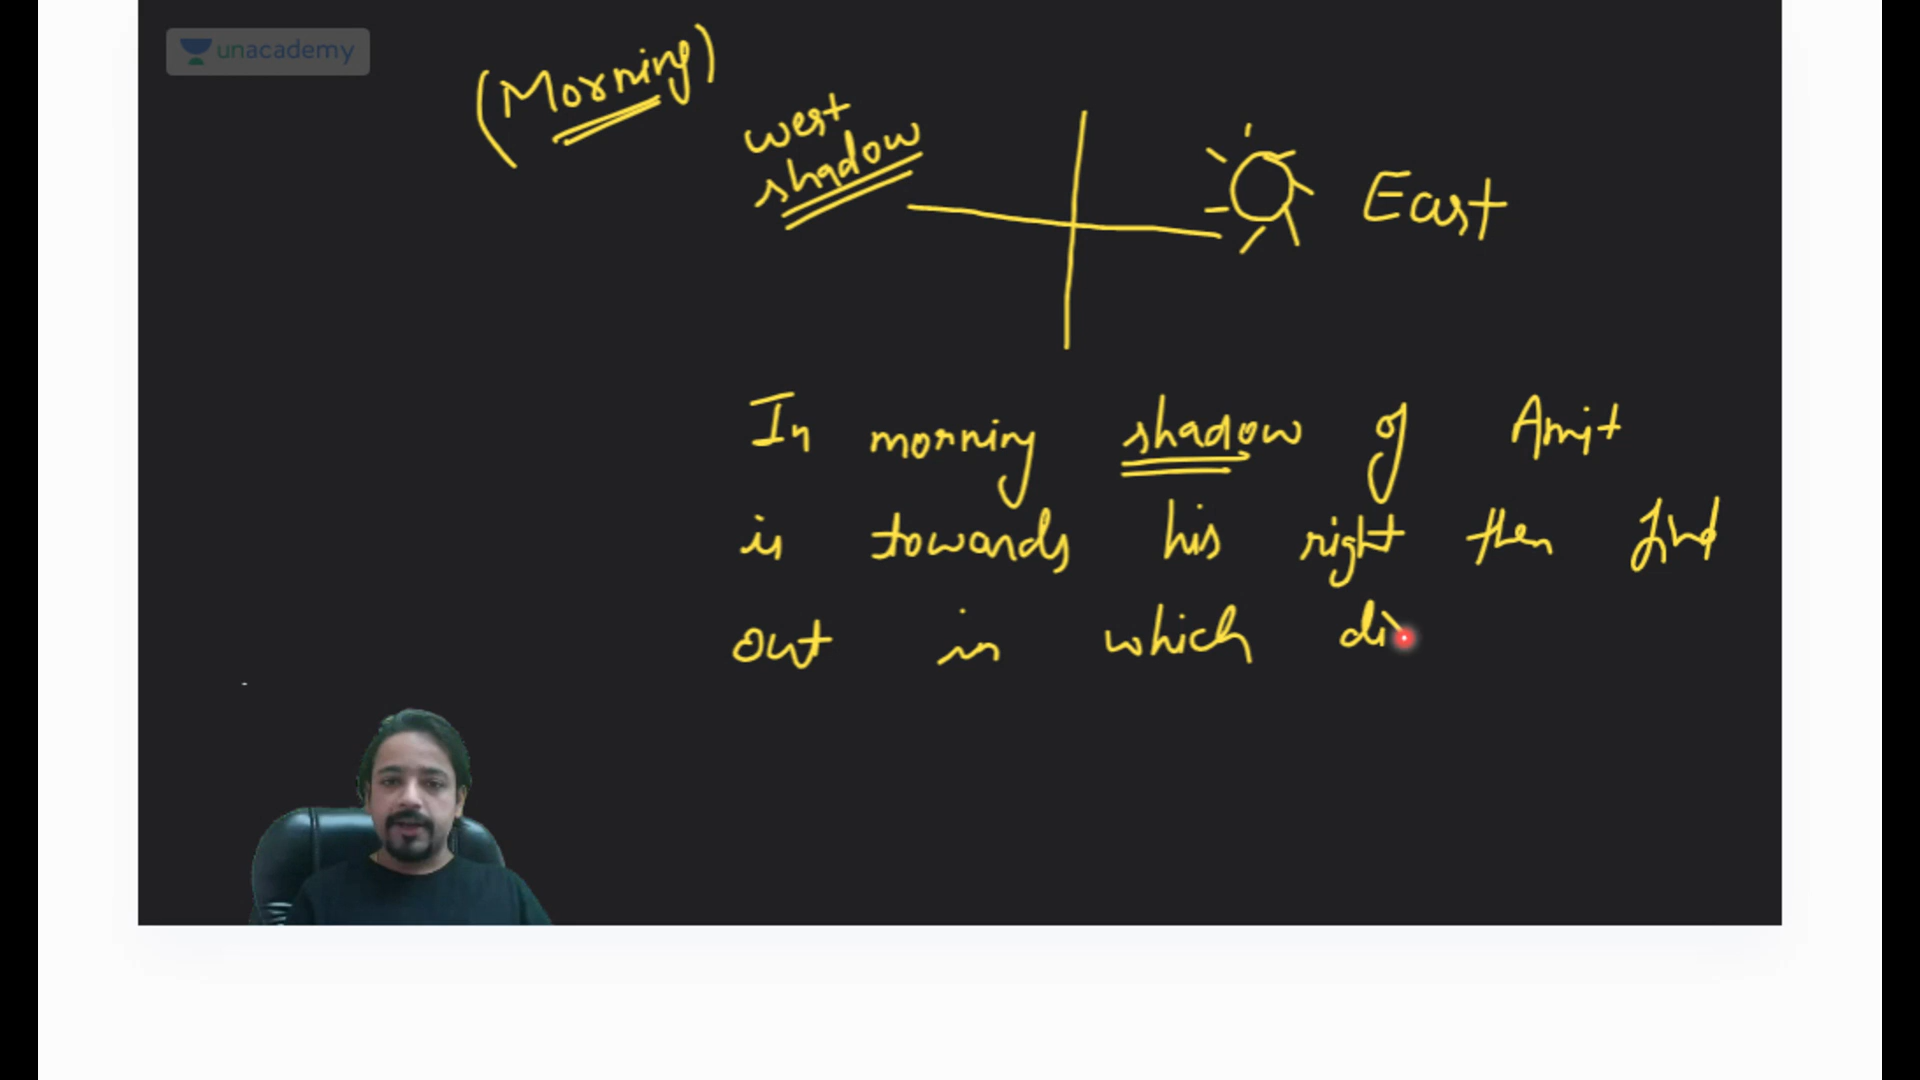 unacademy
(Morning)
west
shadow
East
In morning shadow of Amit
is towards his right then find
out in which di